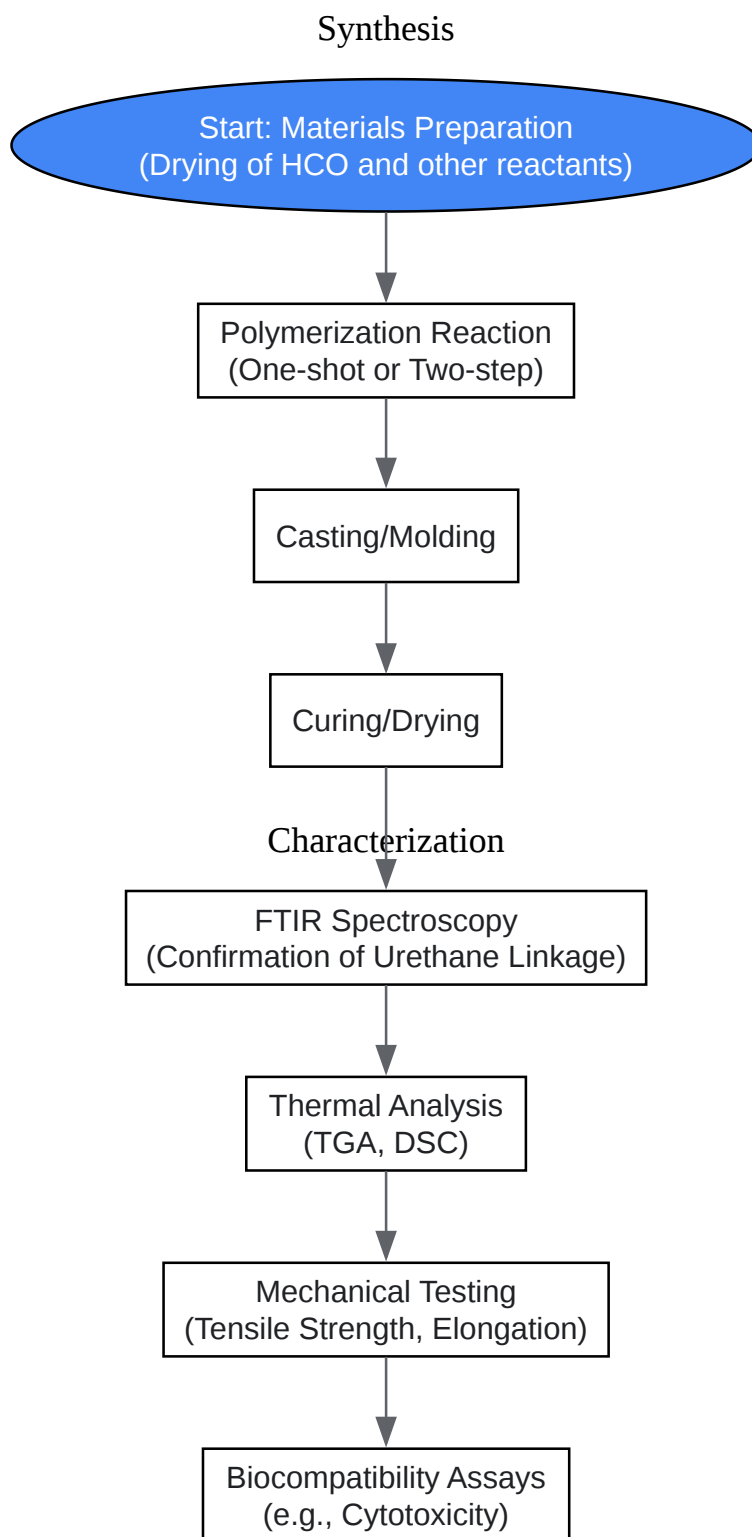 Synthesis
Start: Materials Preparation
(Drying of HCO and other reactants)
Polymerization Reaction
(One-shot or Two-step)
Casting/Molding
Curing/Drying
Characterization
FTIR Spectroscopy
(Confirmation of Urethane Linkage)
Thermal Analysis
(TGA, DSC)
Mechanical Testing
(Tensile Strength, Elongation)
Biocompatibility Assays
(e.g., Cytotoxicity)